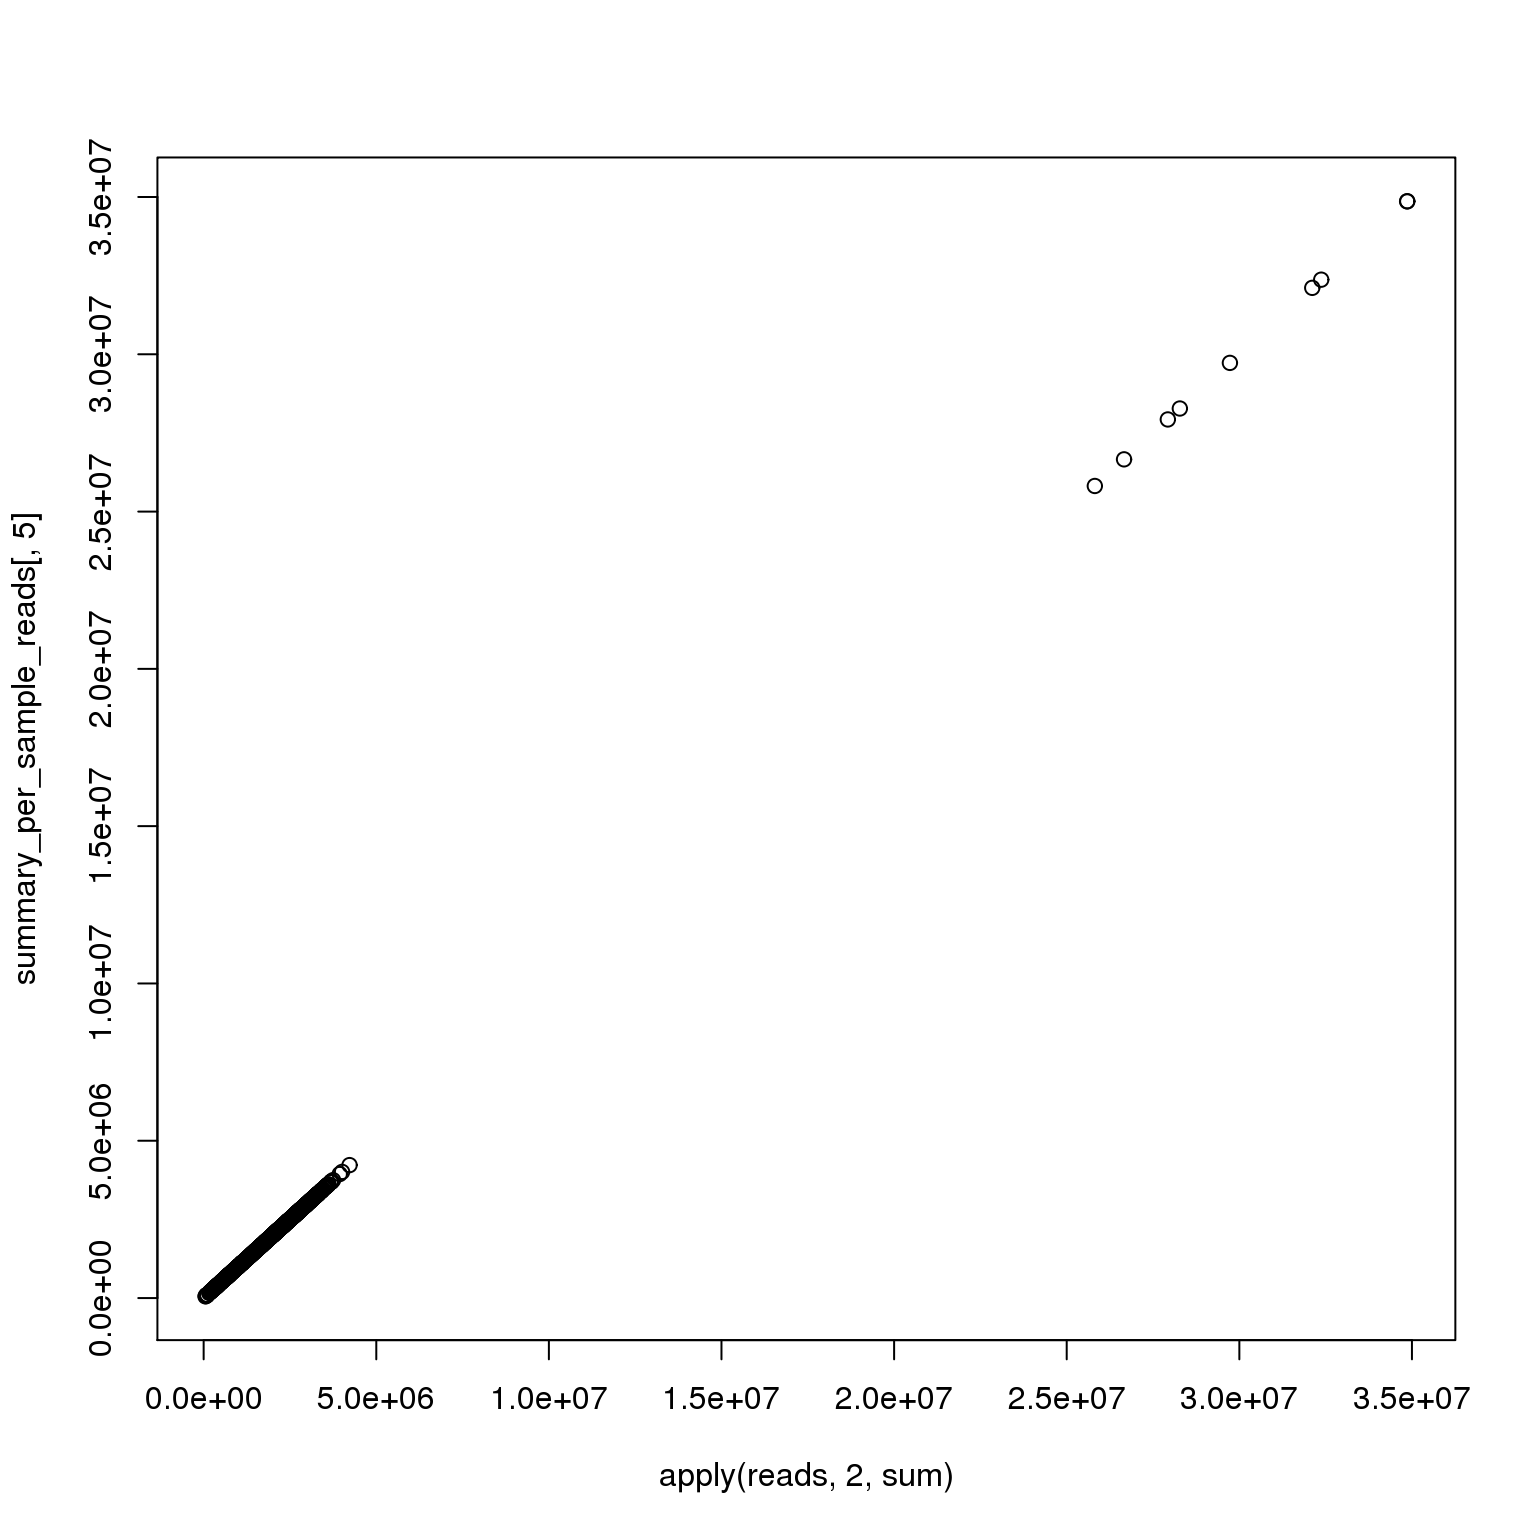 summary_per_sample_reads[, 5]
3.5e+07
3.0e+07
2.5e+07
2.0e+07
1.5e+07
1.0e+07
5.0e+06
0.0e+00
0.0e+00 5.0e+06 1.0e+07 1.5e+07 2.0e+07 2.5e+07 3.0e+07 3.5e+07
apply(reads, 2, sum)